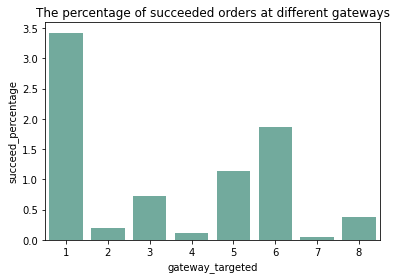 The percentage of succeeded orders at different gateways
succeed_percentage
3.5
3.0
2.5
2.0
1.5
1.0
0.5
0.0
1 2 3 4 5 6 7 8
gateway_targeted